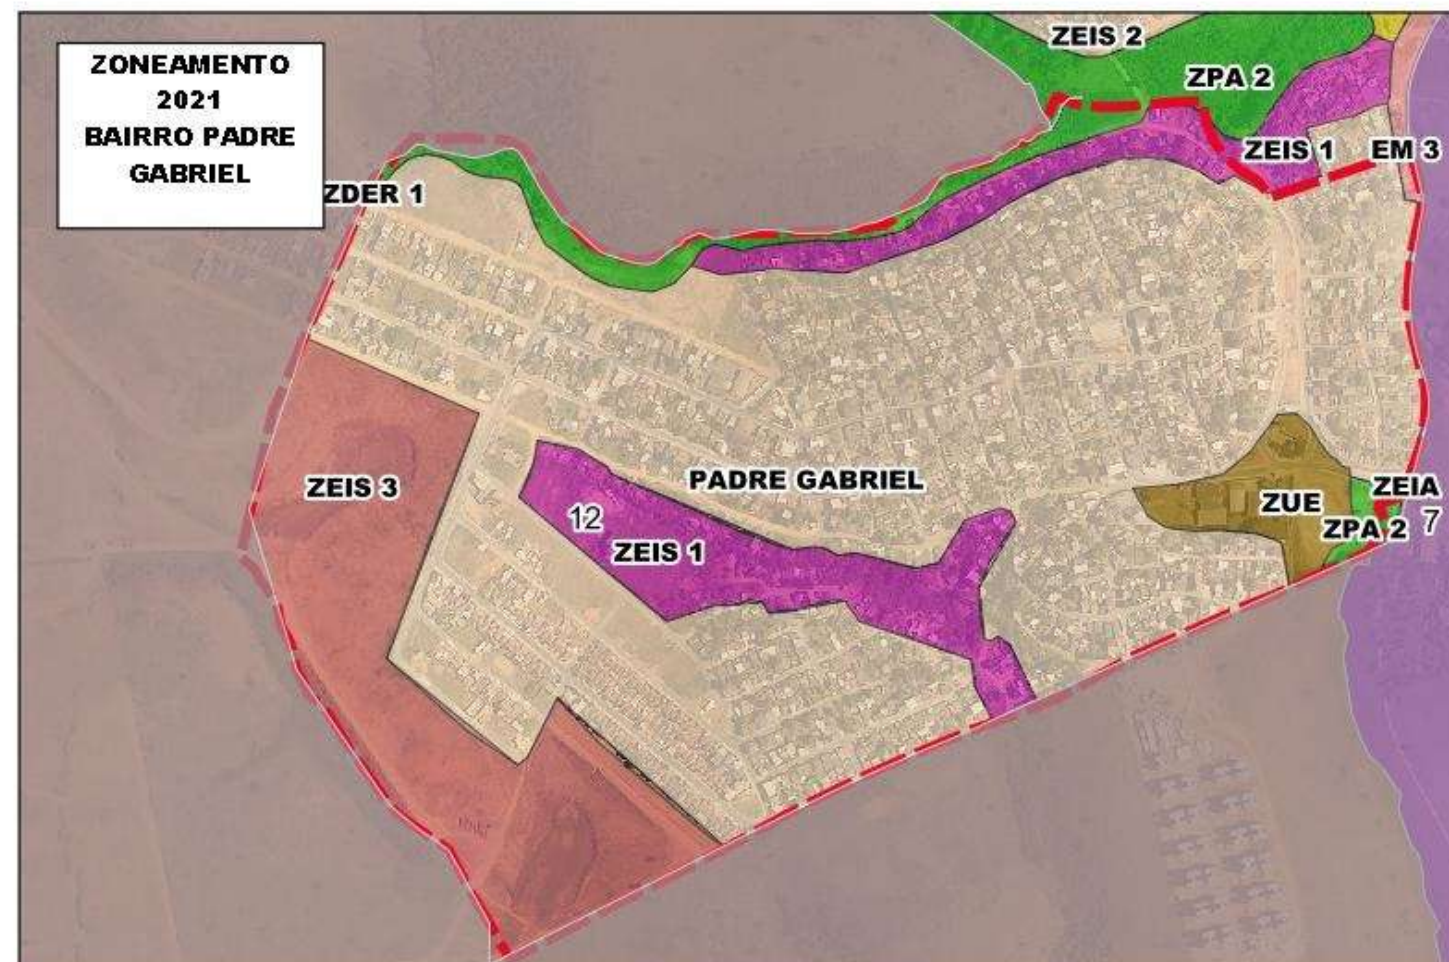 ZONEAMENTO
2021
BAIRRO PADRE
GABRIEL
ZEIS 2
ZPA 2
ZEIS 1
EM 3
ZDER 1
ZEIS 3
PADRE GABRIEL
12
ZEIS 1
ZUE
ZEIA
ZPA 2
7